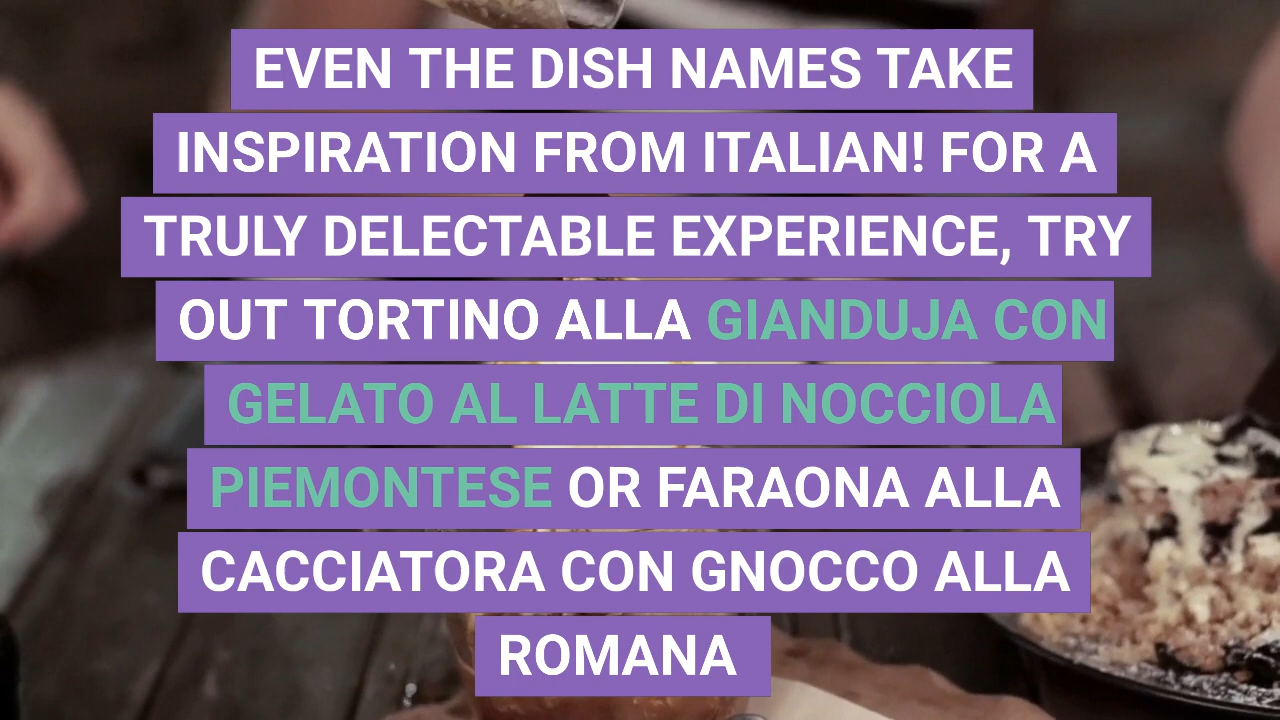 EVEN THE DISH NAMES TAKE
INSPIRATION FROM ITALIAN! FOR A
TRULY DELECTABLE EXPERIENCE, TRY
OUT TORTINO ALLA GIANDUJA CON
GELATO AL LATTE DI NOCCIOLA
PIEMONTESE OR FARAONA ALLA
CACCIATORA CON GNOCCO ALLA
ROMANA